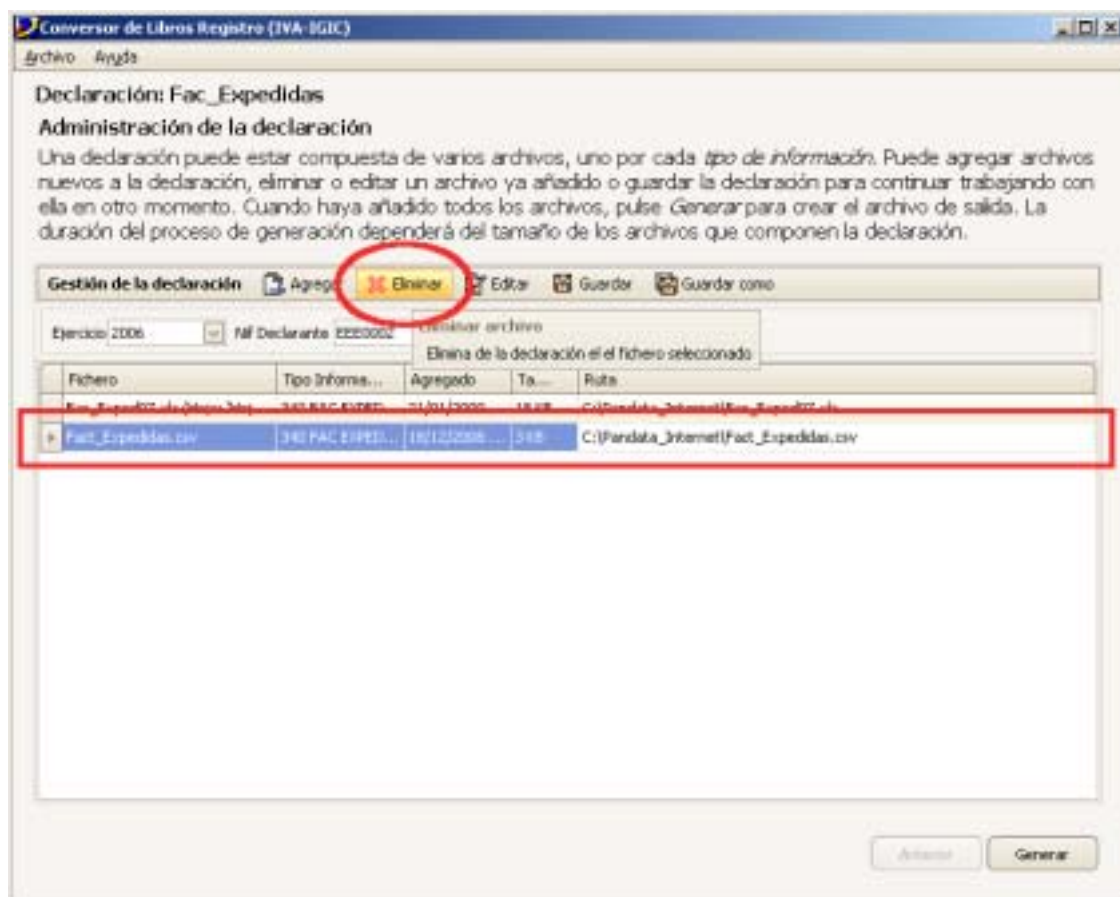 Conversor de Libros Registro (IVA-IGIC)
Archivo Ayuda
Declaración: Fac_Expedidas
Administración de la declaración
Una declaración puede estar compuesta de varios archivos, uno por cada tipo de información. Puede agregar archivos
nuevos a la declaración, eliminar o editar un archivo ya añadido o guardar la declaración para continuar trabajando con
ella en otro momento. Cuando haya añadido todos los archivos, pulse Generar para crear el archivo de salida. La
duración del proceso de generación dependerá del tamaño de los archivos que componen la declaración.
Gestión de la declaración Agregar Eliminar Editar Guardar Guardar como
Ejercicio 2006 Nif Declarante EEE0002
Eliminar archivo
Elimina de la declaración el el fichero seleccionado
Fichero Tipo Informa... Agregado Ta... Ruta
Fact_Expedidas.csv 340 FAC EXPED... 18/12/2008 ... 3 KB C:\Pandata_Internet\Fact_Expedidas.csv
Anterior Generar